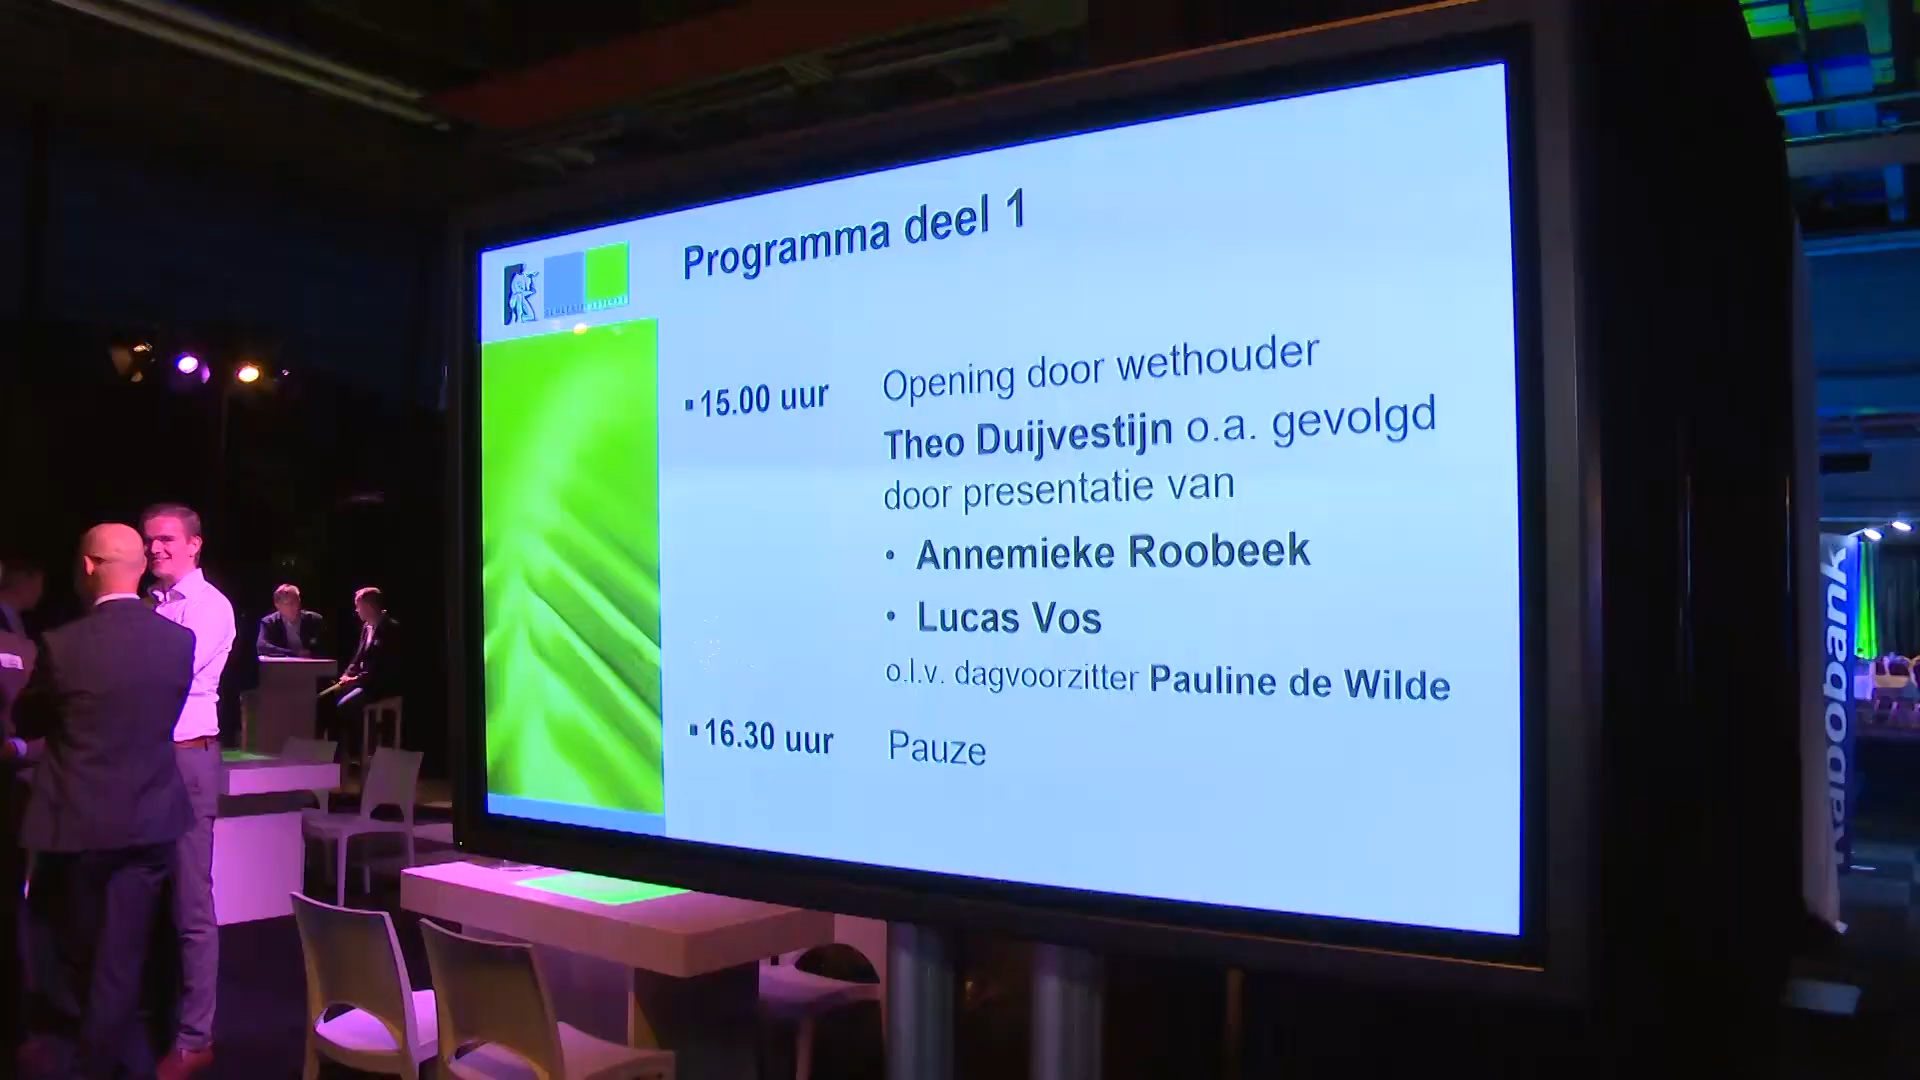 Programma deel 1
▪15.00 uur Opening door wethouder
Theo Duijvestijn o.a. gevolgd
door presentatie van
• Annemieke Roobeek
• Lucas Vos
o.l.v. dagvoorzitter Pauline de Wilde
▪16.30 uur Pauze
Rabobank